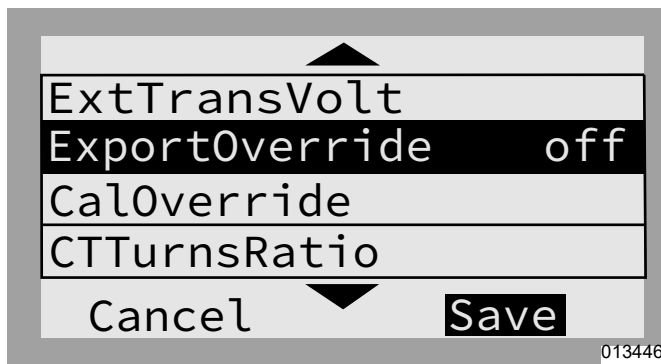 ExtTransVolt
ExportOverride off
CalOverride
CTTurnsRatio
Cancel Save
013446